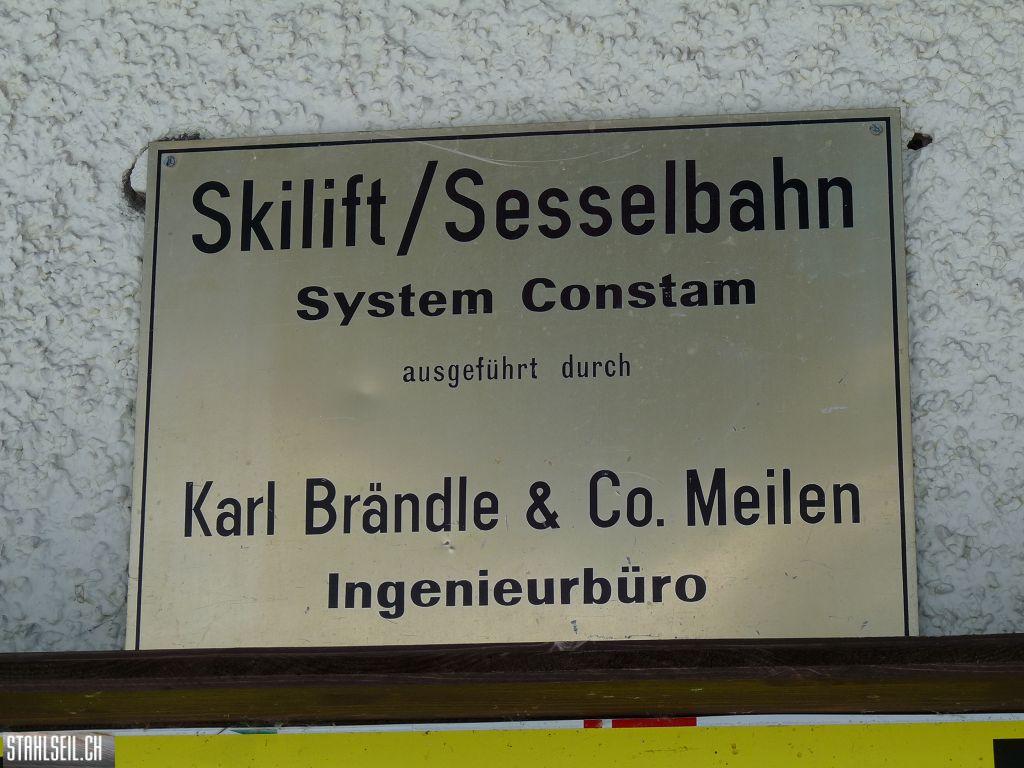 Skilift/Sesselbahn
System Constam
ausgeführt durch
Karl Brändle & Co. Meilen
Ingenieurbüro
STAHLSEIL.CH